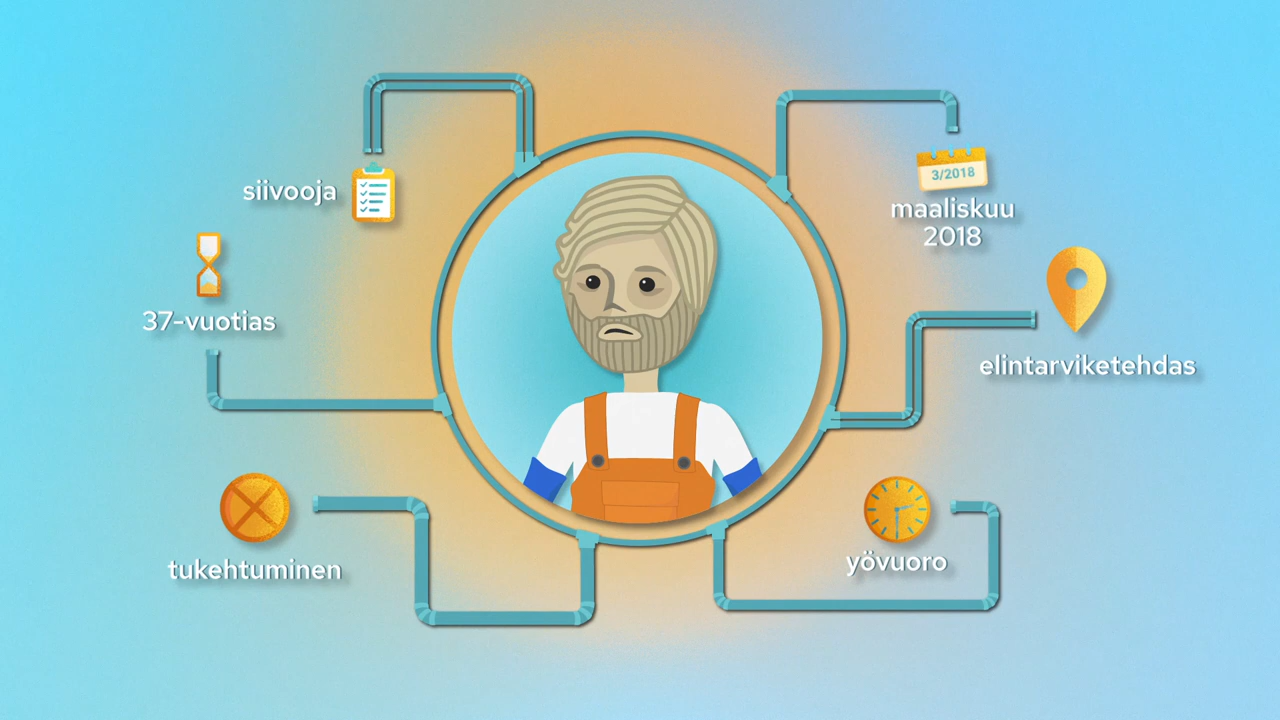 siivooja
37-vuotias
tukehtuminen
3/2018
maaliskuu
2018
elintarviketehdas
yövuoro